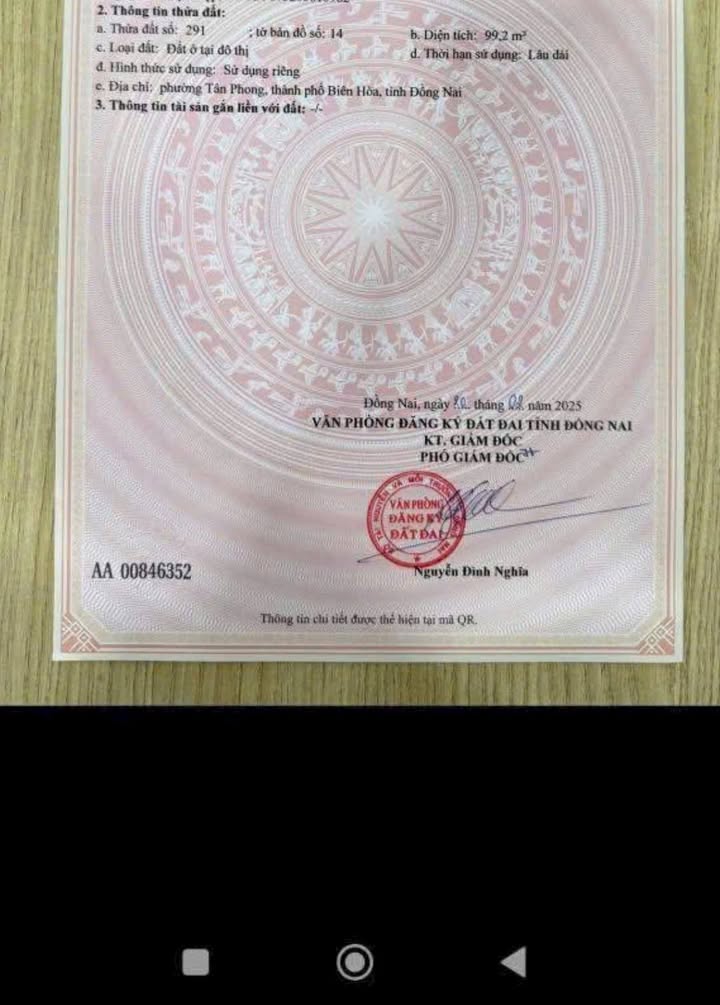 2. Thông tin thửa đất:
a. Thửa đất số: 291 ; tờ bản đồ số: 14 b. Diện tích: 99,2 m²
c. Loại đất: Đất ở tại đô thị d. Thời hạn sử dụng: Lâu dài
đ. Hình thức sử dụng: Sử dụng riêng
e. Địa chỉ: phường Tân Phong, thành phố Biên Hòa, tỉnh Đồng Nai
3. Thông tin tài sản gắn liền với đất: -/-
Đồng Nai, ngày tháng năm 2025
VĂN PHÒNG ĐĂNG KÝ ĐẤT ĐAI TỈNH ĐỒNG NAI
KT. GIÁM ĐỐC
PHÓ GIÁM ĐỐC
VĂN PHÒNG
ĐĂNG KÝ
ĐẤT ĐAI
Nguyễn Đình Nghĩa
AA 00846352
Thông tin chi tiết được thể hiện tại mã QR.